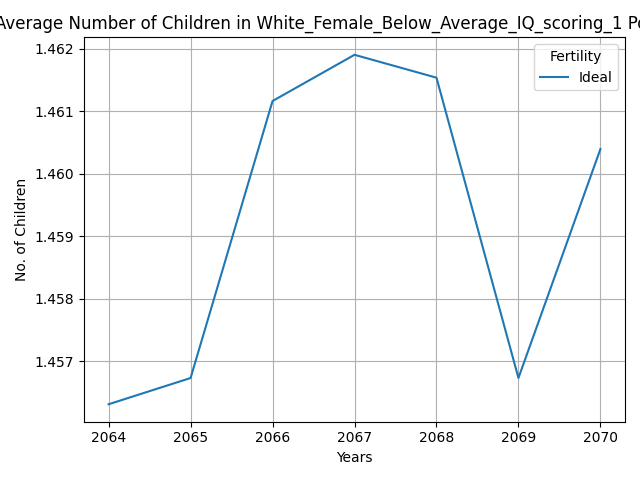 Average Number of Children in White_Female_Below_Average_IQ_scoring_1 Po
1.462
1.461
1.460
1.459
1.458
1.457
No. of Children
Fertility
Ideal
2064 2065 2066 2067 2068 2069 2070
Years